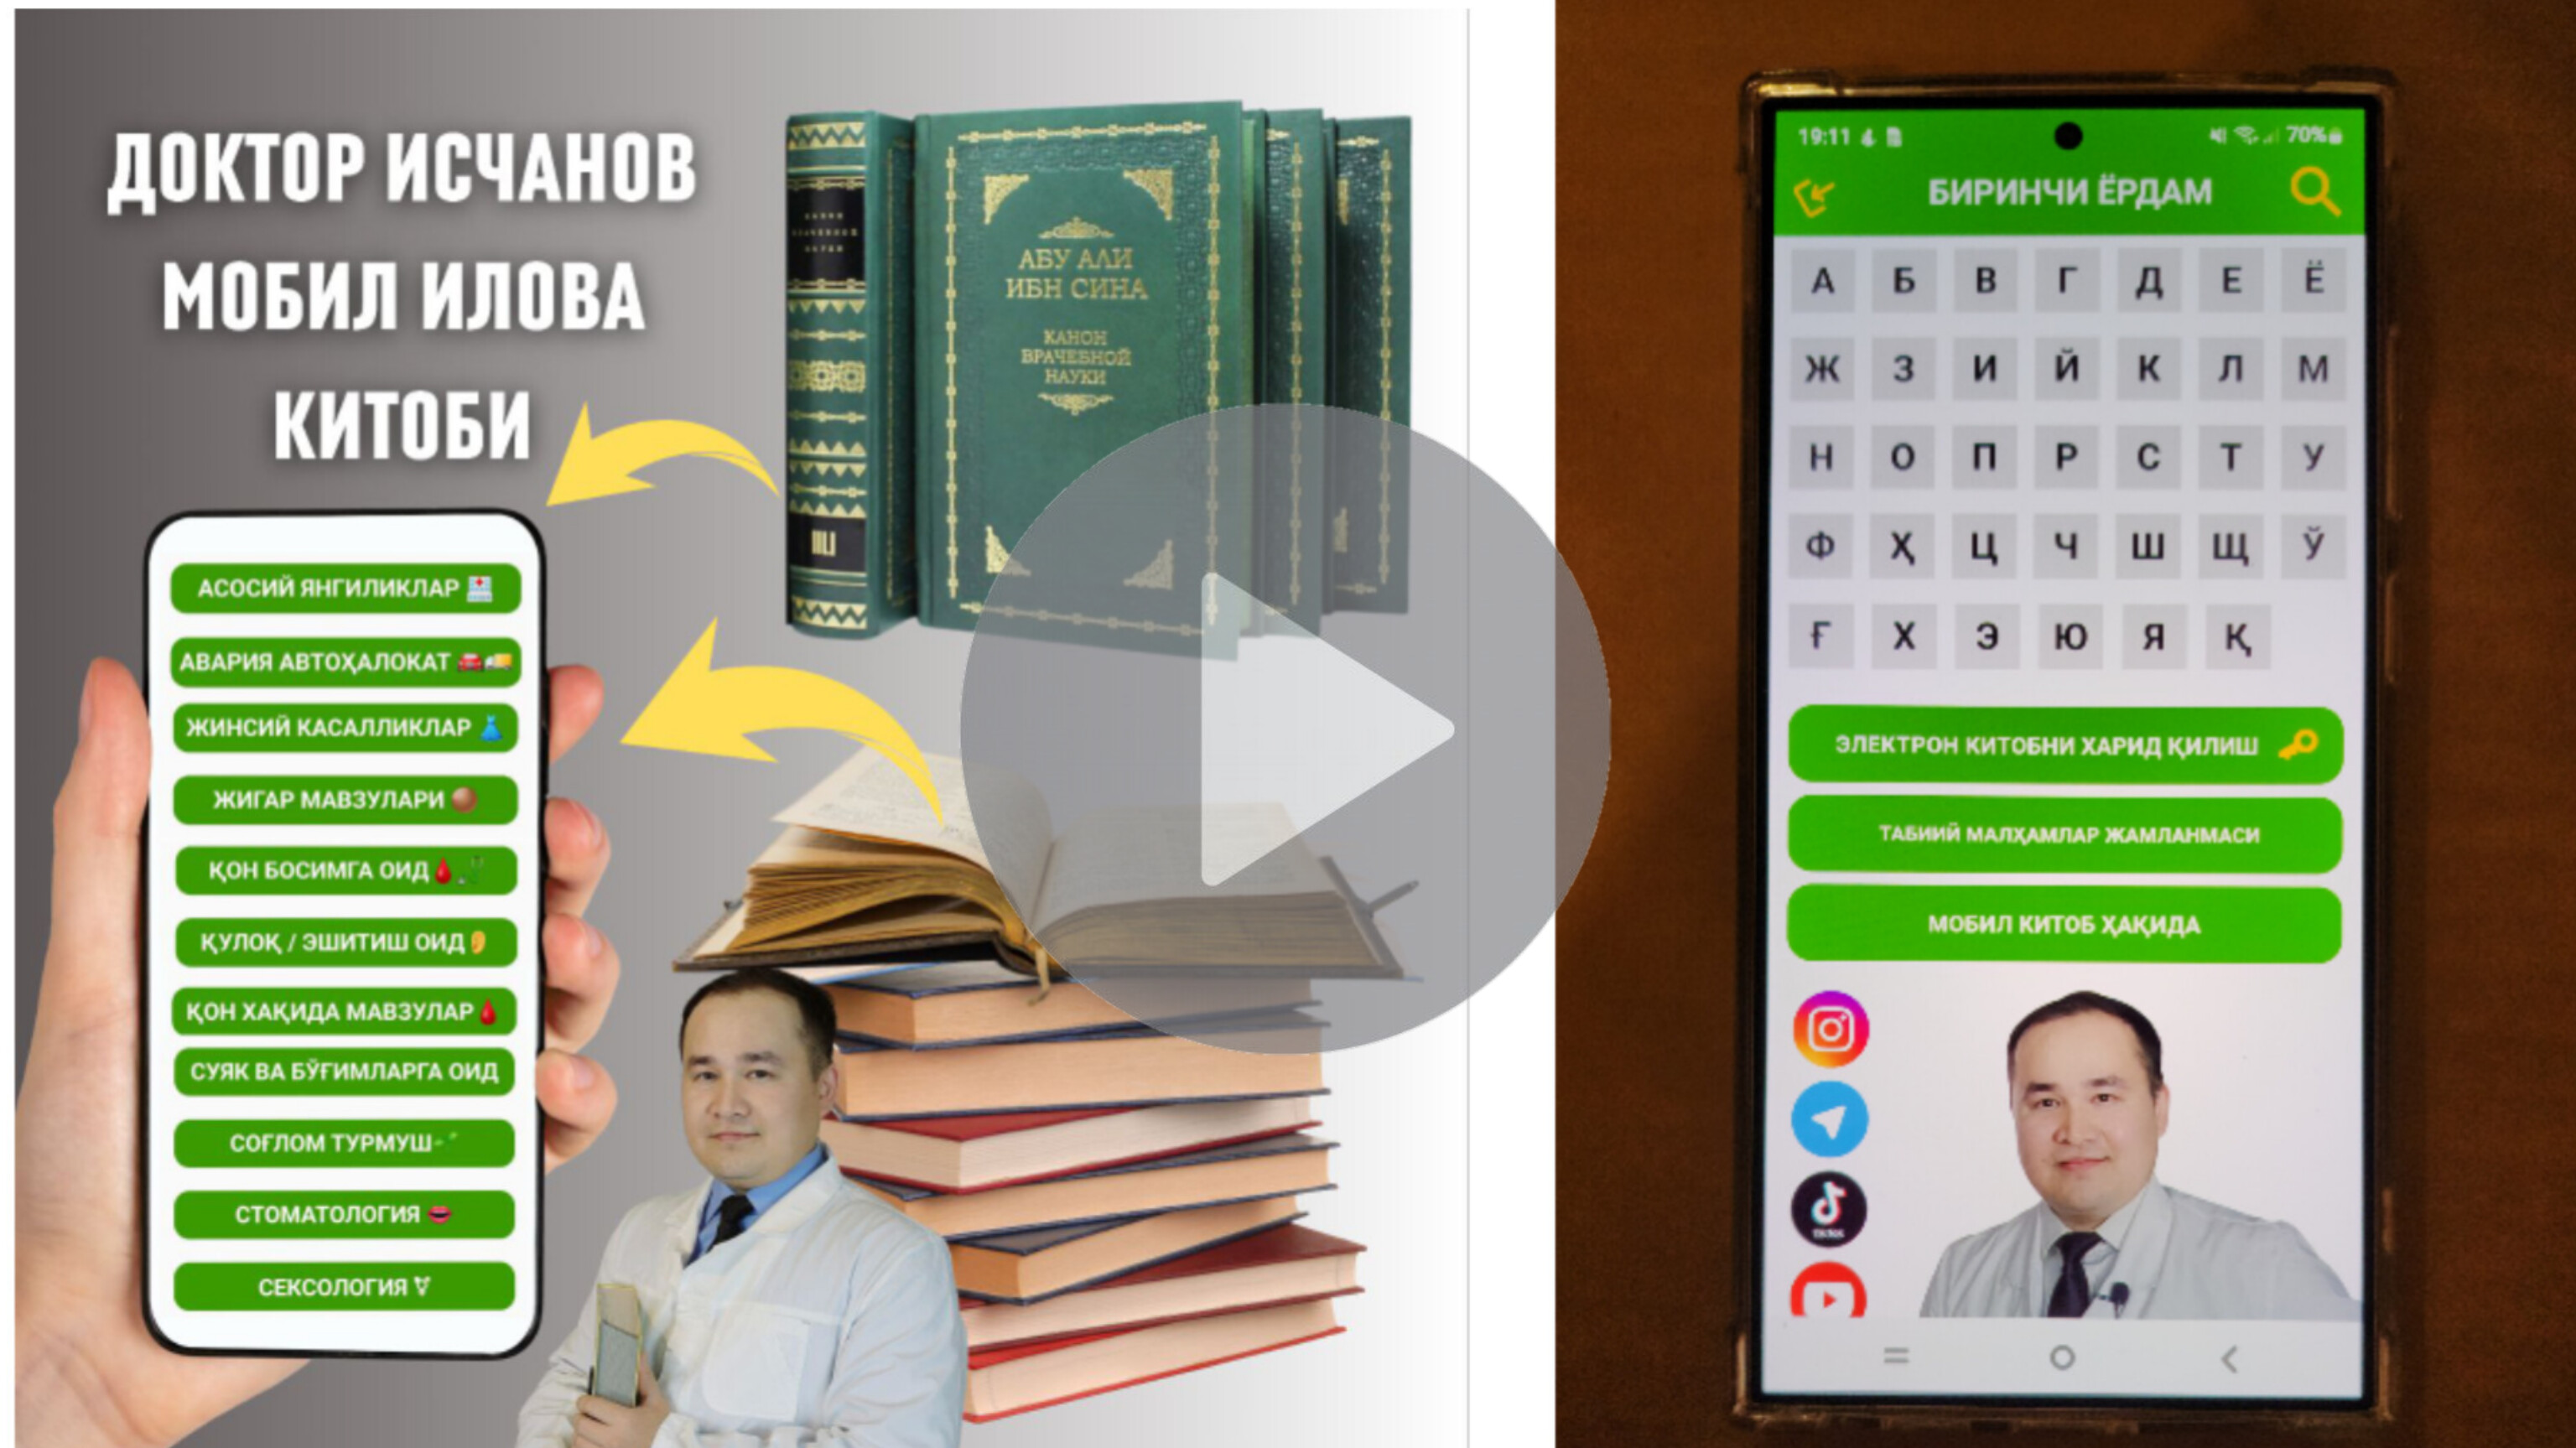 ДОКТОР ИСЧАНОВ
МОБИЛ ИЛОВА
КИТОБИ
АБУ АЛИ
ИБН СИНА
КАНОН
ВРАЧЕБНОЙ
НАУКИ
АСОСИЙ ЯНГИЛИКЛАР
АВАРИЯ АВТОҲАЛОКАТ
ЖИНСИЙ КАСАЛЛИКЛАР
ЖИГАР МАВЗУЛАРИ
ҚОН БОСИМГА ОИД
ҚУЛОҚ / ЭШИТИШ ОИД
ҚОН ХАҚИДА МАВЗУЛАР
СУЯК ВА БЎҒИМЛАРГА ОИД
СОҒЛОМ ТУРМУШ
СТОМАТОЛОГИЯ
СЕКСОЛОГИЯ
19:11 70%
БИРИНЧИ ЁРДАМ
А Б В Г Д Е Ё
Ж З И Й К Л М
Н О П Р С Т У
Ф Ҳ Ц Ч Ш Щ Ў
Ғ Х Э Ю Я Қ
ЭЛЕКТРОН КИТОБНИ ХАРИД ҚИЛИШ
ТАБИИЙ МАЛҲАМЛАР ЖАМЛАНМАСИ
МОБИЛ КИТОБ ҲАҚИДА